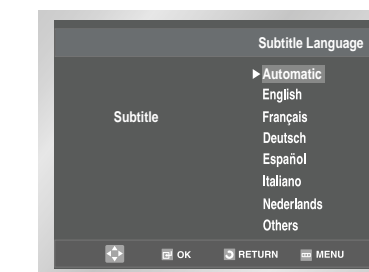 Subtitle Language
►Automatic
English
Subtitle Français
Deutsch
Español
Italiano
Nederlands
Others
OK RETURN MENU